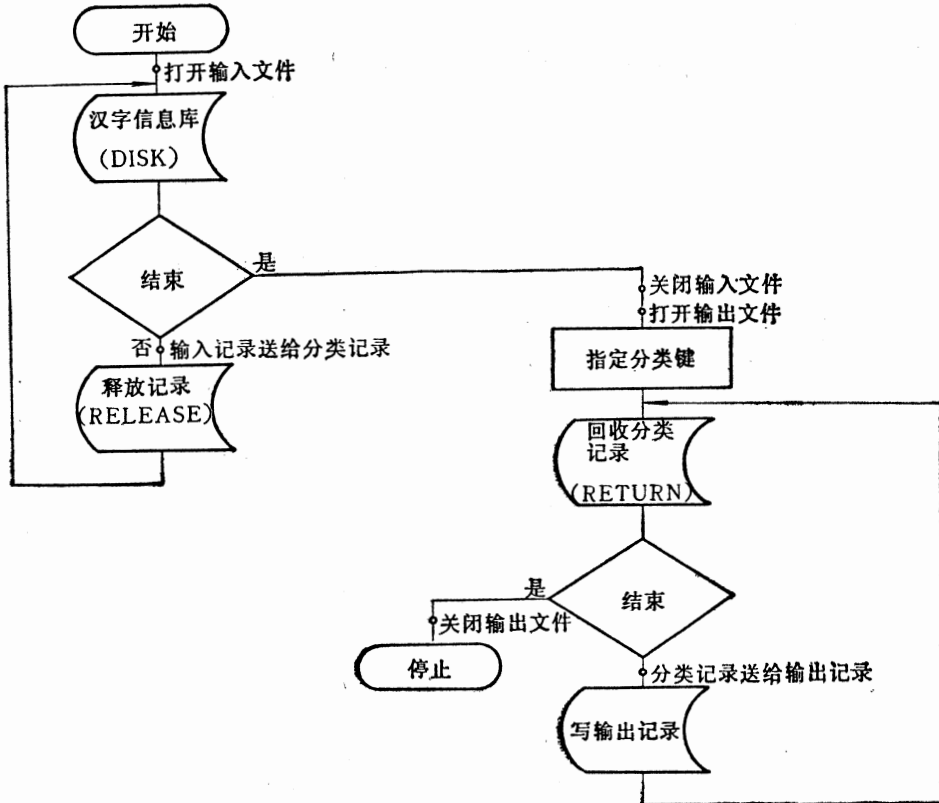 开始
打开输入文件
汉字信息库
(DISK)
结束
是
否
输入记录送给分类记录
释放记录
(RELEASE)
关闭输入文件
打开输出文件
指定分类键
回收分类
记录
(RETURN)
结束
是
关闭输出文件
停止
分类记录送给输出记录
写输出记录